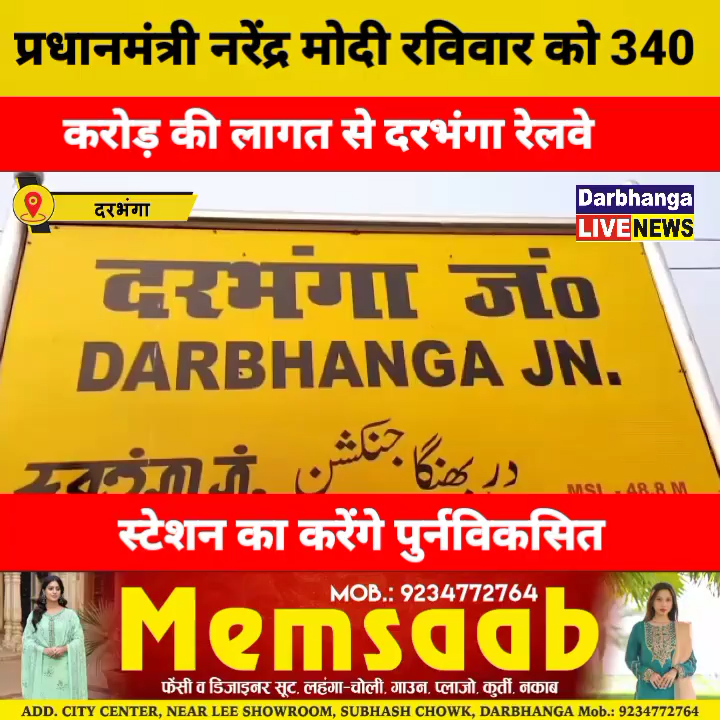 प्रधानमंत्री नरेंद्र मोदी रविवार को 340
करोड़ की लागत से दरभंगा रेलवे
दरभंगा
Darbhanga
LIVE NEWS
दरभंगा जं०
DARBHANGA JN.
دربھنگا جنکشن
MSL - 48.8 M
स्टेशन का करेंगे पुर्नविकसित
MOB.: 9234772764
Memsaab
फेंसी व डिजाइनर सूट, लहंगा-चोली, गाउन, प्लाजो, कुर्ती, नकाब
ADD. CITY CENTER, NEAR LEE SHOWROOM, SUBHASH CHOWK, DARBHANGA Mob.: 9234772764